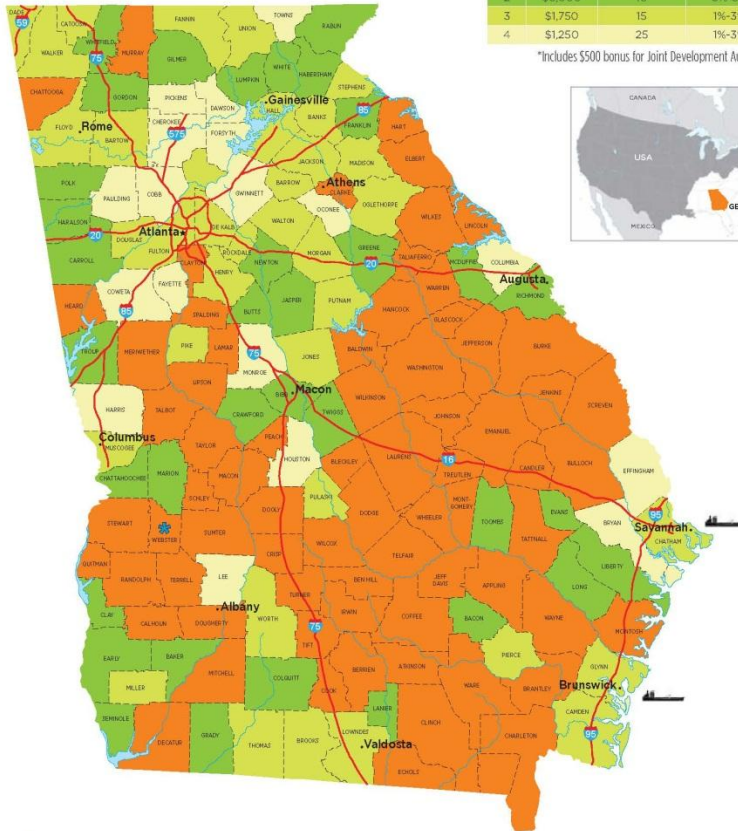 3 $1,750 15 1%-3
4 $1,250 25 1%-3
*Includes $500 bonus for Joint Development Au
CANADA
USA
MEXICO
GE
DADE
59
CATOOSA
WHITFIELD
MURRAY
FANNIN
UNION
TOWNS
RABUN
WALKER
75
GILMER
LUMPKIN
WHITE
HABERSHAM
STEPHENS
CHATTOOGA
GORDON
PICKENS
DAWSON
Gainesville
HALL
BANKS
85
FRANKLIN
HART
FLOYD
Rome
BARTOW
CHEROKEE
575
FORSYTH
JACKSON
MADISON
ELBERT
POLK
PAULDING
COBB
GWINNETT
BARROW
Athens
CLARKE
OCONEE
OGLETHORPE
WILKES
LINCOLN
HARALSON
20
DOUGLAS
Atlanta
DE KALB
WALTON
FULTON
ROCKDALE
MORGAN
GREENE
20
TALIAFERRO
MCDUFFIE
COLUMBIA
Augusta
CARROLL
CLAYTON
HENRY
NEWTON
WARREN
RICHMOND
COWETA
FAYETTE
HEARD
85
SPALDING
BUTTS
JASPER
PUTNAM
HANCOCK
GLASCOCK
TROUP
MERIWETHER
PIKE
LAMAR
75
MONROE
JONES
BALDWIN
WASHINGTON
JEFFERSON
BURKE
HARRIS
TALBOT
UPTON
CRAWFORD
BIBB
Macon
TWIGGS
WILKINSON
JOHNSON
JENKINS
SCREVEN
Columbus
MUSCOGEE
TAYLOR
PEACH
HOUSTON
BLECKLEY
LAURENS
EMANUEL
16
TREUTLEN
CANDLER
BULLOCH
EFFINGHAM
CHATTAHOOCHEE
MARION
MACON
SCHLEY
DOOLY
PULASKI
DODGE
WHEELER
MONT-
GOMERY
TOOMBS
EVANS
TATTNALL
BRYAN
95
Savannah
CHATHAM
STEWART
WEBSTER
SUMTER
CRISP
WILCOX
TELFAIR
LIBERTY
LONG
QUITMAN
RANDOLPH
TERRELL
LEE
TURNER
BEN HILL
JEFF
DAVIS
APPLING
WAYNE
MCINTOSH
CLAY
CALHOUN
DOUGHERTY
Albany
WORTH
75
TIFT
IRWIN
COFFEE
BACON
EARLY
BAKER
MITCHELL
COLQUITT
COOK
BERRIEN
ATKINSON
WARE
PIERCE
BRANTLEY
GLYNN
Brunswick
MILLER
SEMINOLE
DECATUR
GRADY
THOMAS
BROOKS
LOWNDES
LANIER
Valdosta
CLINCH
ECHOLS
CHARLTON
CAMDEN
95